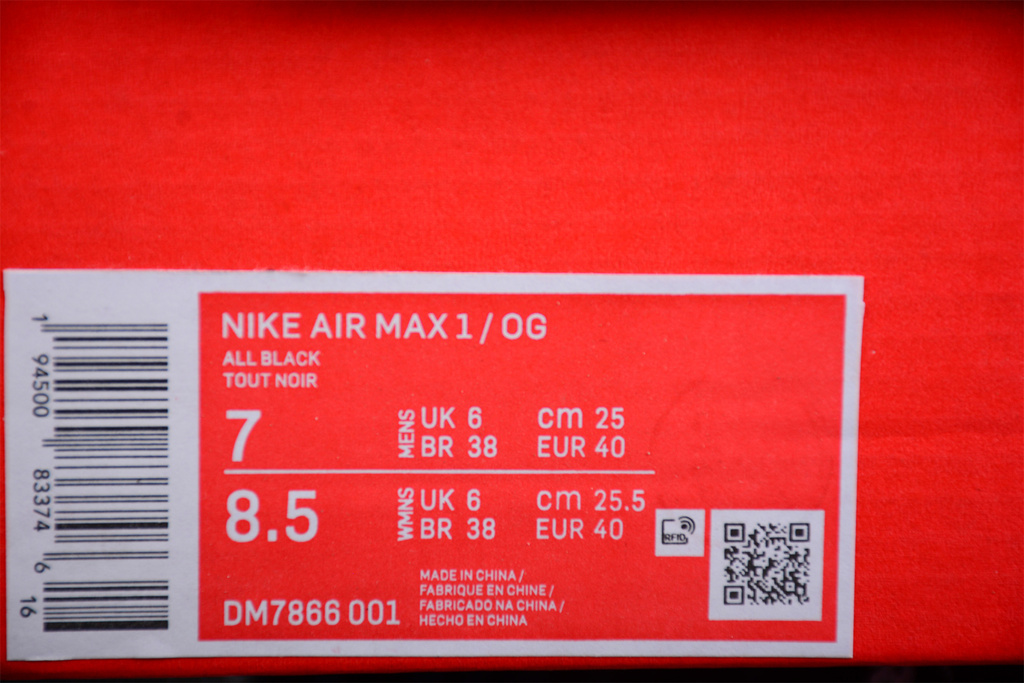 1 94500 83374 6 16
NIKE AIR MAX 1 / OG
ALL BLACK
TOUT NOIR
7 MENS UK 6 cm 25
BR 38 EUR 40
8.5 WMNS UK 6 cm 25.5
BR 38 EUR 40
RFID
MADE IN CHINA /
FABRIQUE EN CHINE /
FABRICADO NA CHINA /
HECHO EN CHINA
DM7866 001